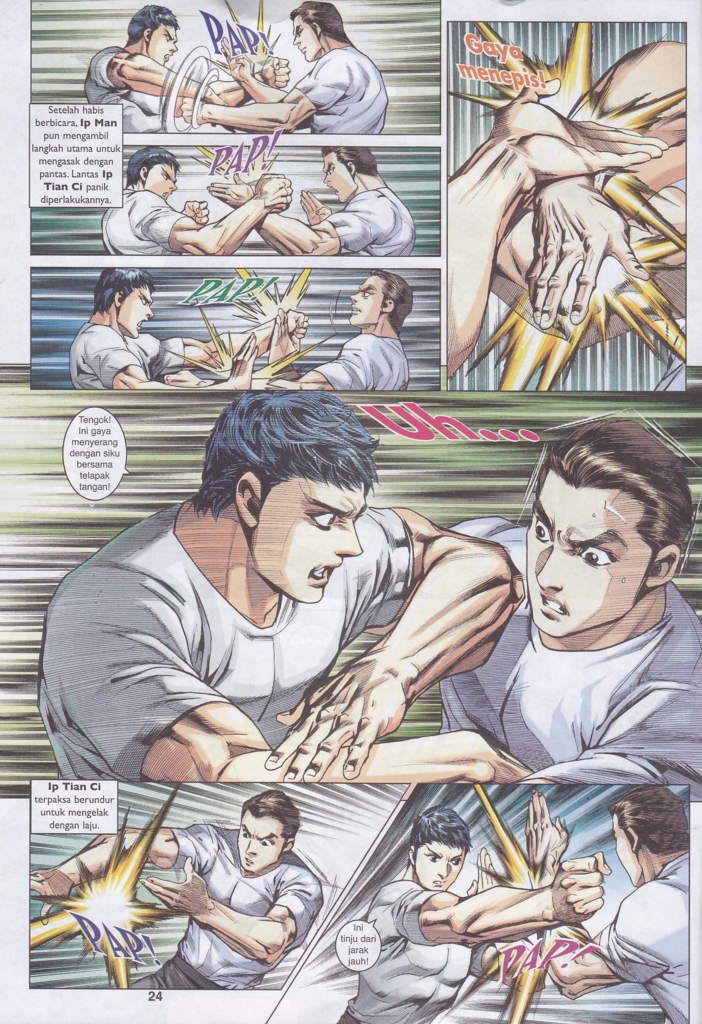 PAP!
Setelah habis
berbicara, Ip Man
pun mengambil
langkah utama untuk
mengasak dengan
pantas. Lantas Ip
Tian Ci panik
diperlakukannya.
PAP!
PAP!
Gaya
menepis!
Tengok!
Ini gaya
menyerang
dengan siku
bersama
telapak
tangan!
Uh...
Ip Tian Ci
terpaksa berundur
untuk mengelak
dengan laju.
PAP!
Ini
tinju dari
jarak
jauh!
PAP!
24